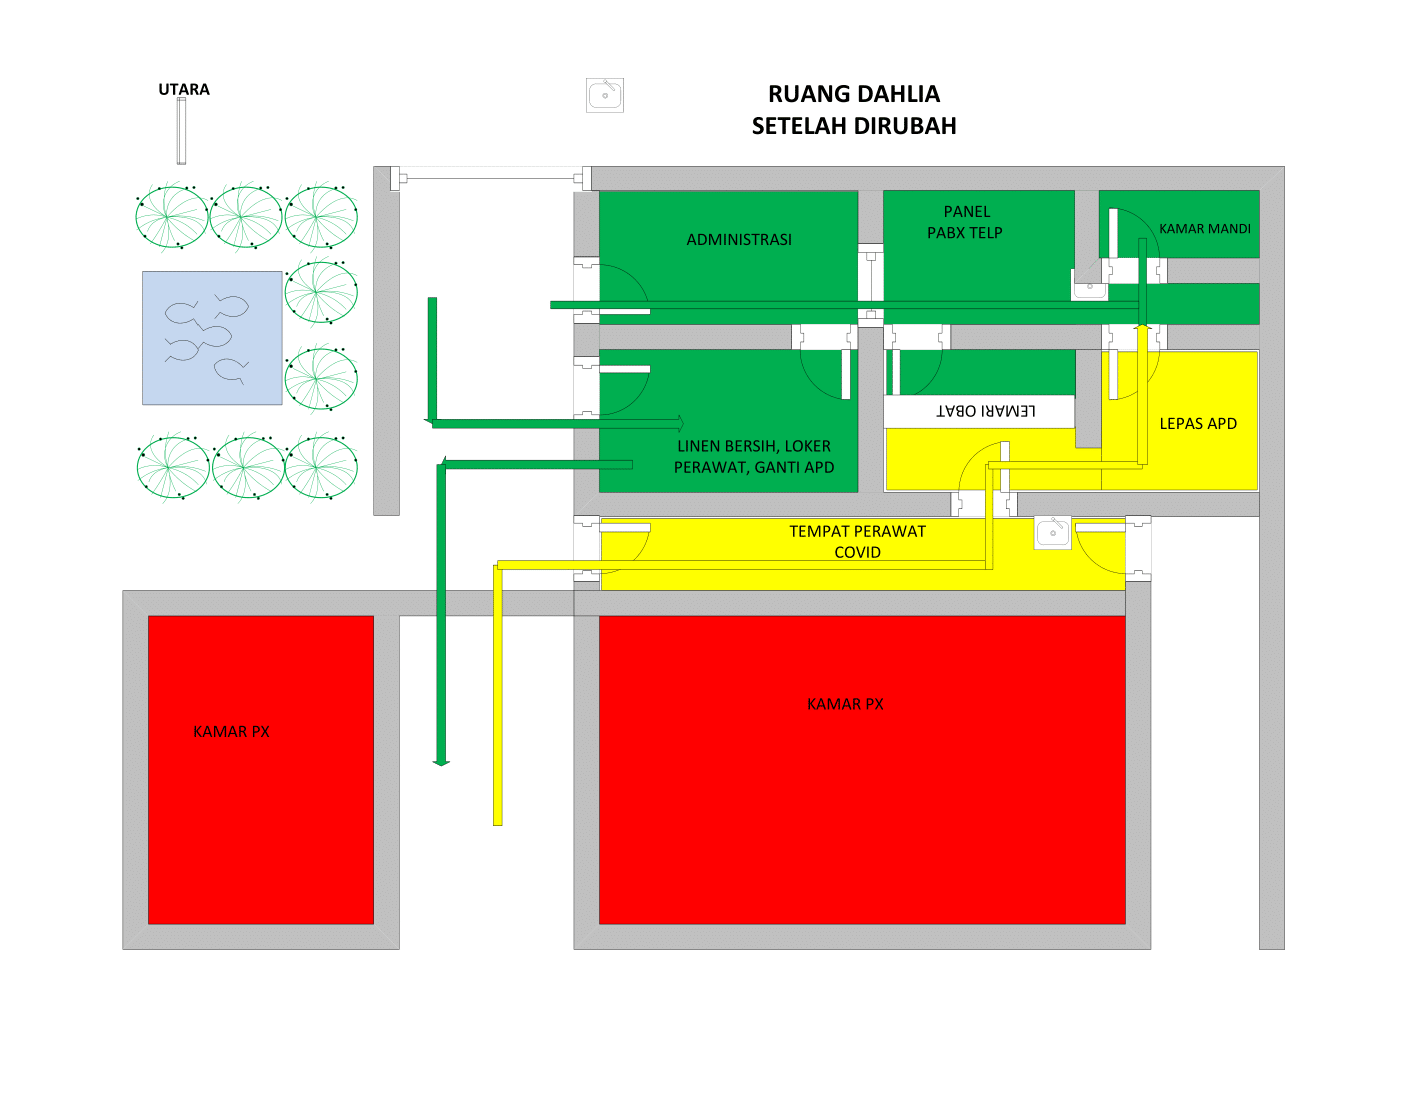 UTARA
RUANG DAHLIA
SETELAH DIRUBAH
ADMINISTRASI
PANEL
PABX TELP
KAMAR MANDI
LEMARI OBAT
LEPAS APD
LINEN BERSIH, LOKER
PERAWAT, GANTI APD
TEMPAT PERAWAT
COVID
KAMAR PX
KAMAR PX